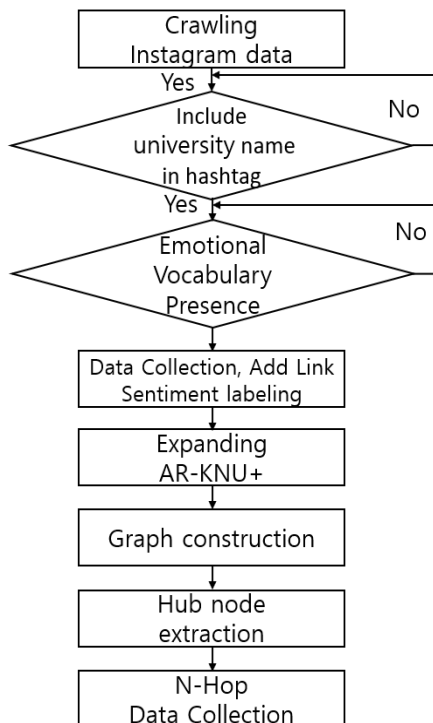 Crawling
Instagram data
Yes
No
Include
university name
in hashtag
Yes
No
Emotional
Vocabulary
Presence
Data Collection, Add Link
Sentiment labeling
Expanding
AR-KNU+
Graph construction
Hub node
extraction
N-Hop
Data Collection